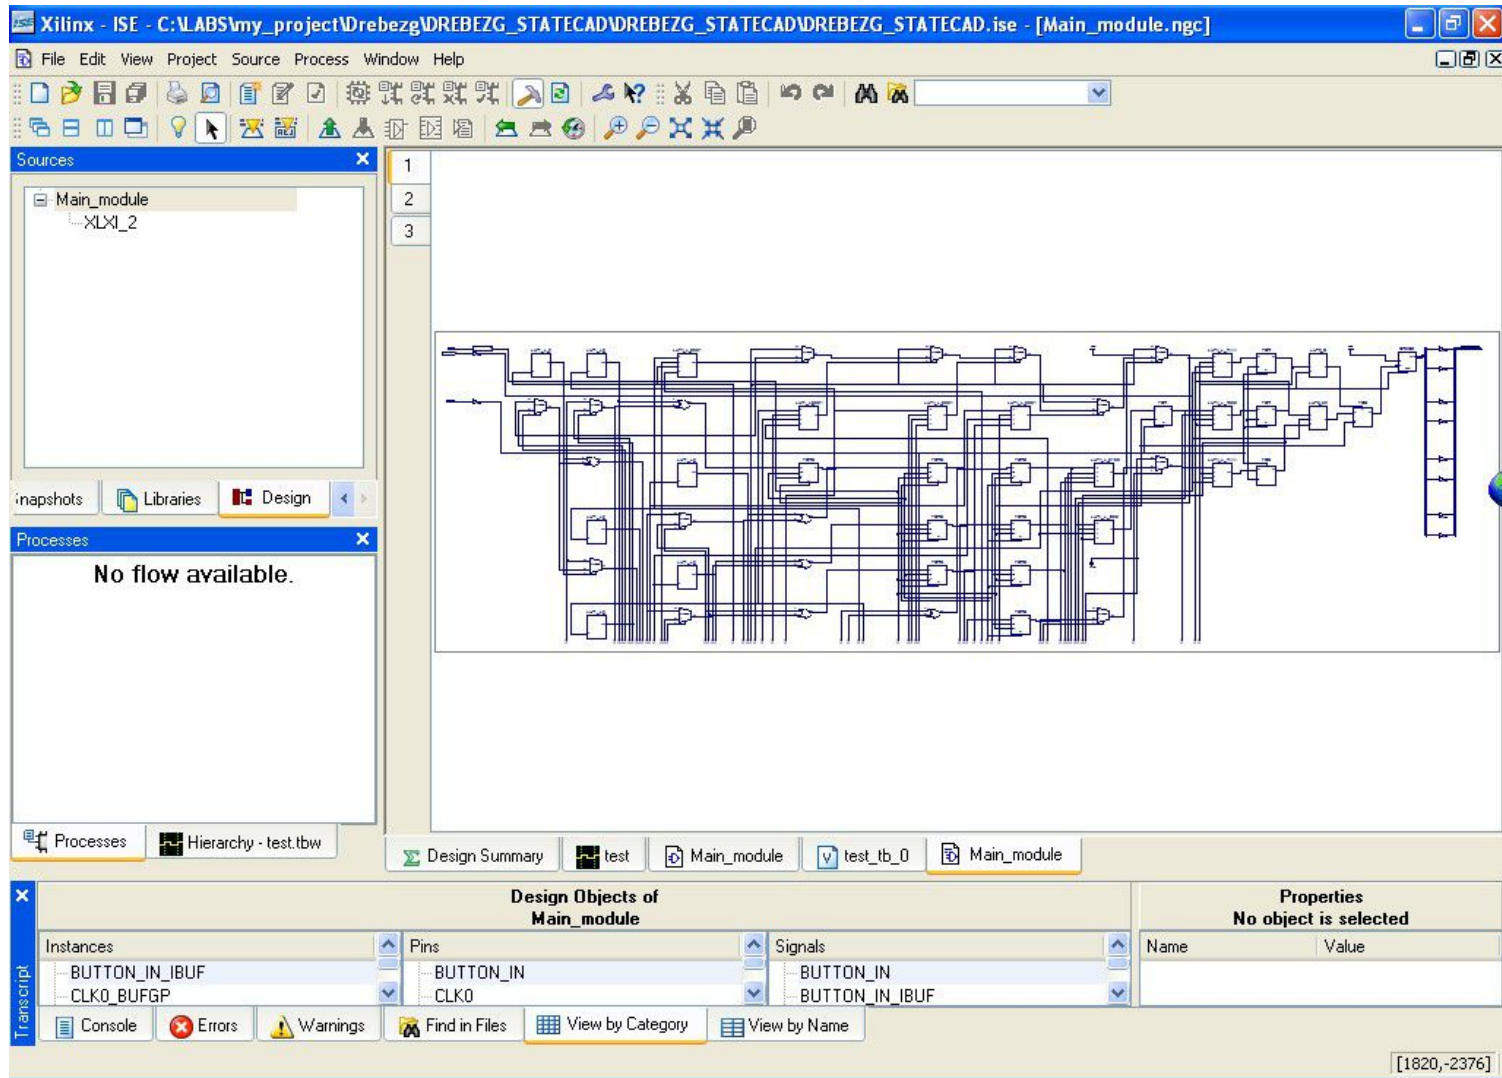 Xilinx - ISE - C:\LABS\my_project\Drebezg\DREBEZG_STATECAD\DREBEZG_STATECAD\DREBEZG_STATECAD.ise - [Main_module.ngc]
File Edit View Project Source Process Window Help
Sources
Main_module
XLXI_2
napshots Libraries Design
Processes
No flow available.
Processes Hierarchy - test.tbw
1
2
3
Design Summary test Main_module test_tb_0 Main_module
Transcript
Design Objects of
Main_module
Properties
No object is selected
Instances Pins Signals Name Value
BUTTON_IN_IBUF BUTTON_IN BUTTON_IN
CLK0_BUFGP CLK0 BUTTON_IN_IBUF
Console Errors Warnings Find in Files View by Category View by Name
[1820,-2376]